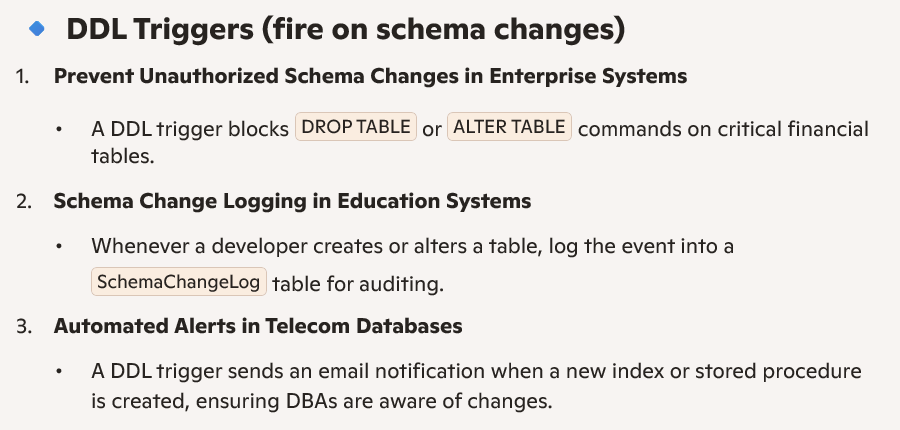 DDL Triggers (fire on schema changes)
1. Prevent Unauthorized Schema Changes in Enterprise Systems
• A DDL trigger blocks DROP TABLE or ALTER TABLE commands on critical financial
tables.
2. Schema Change Logging in Education Systems
• Whenever a developer creates or alters a table, log the event into a
SchemaChangeLog table for auditing.
3. Automated Alerts in Telecom Databases
• A DDL trigger sends an email notification when a new index or stored procedure
is created, ensuring DBAs are aware of changes.